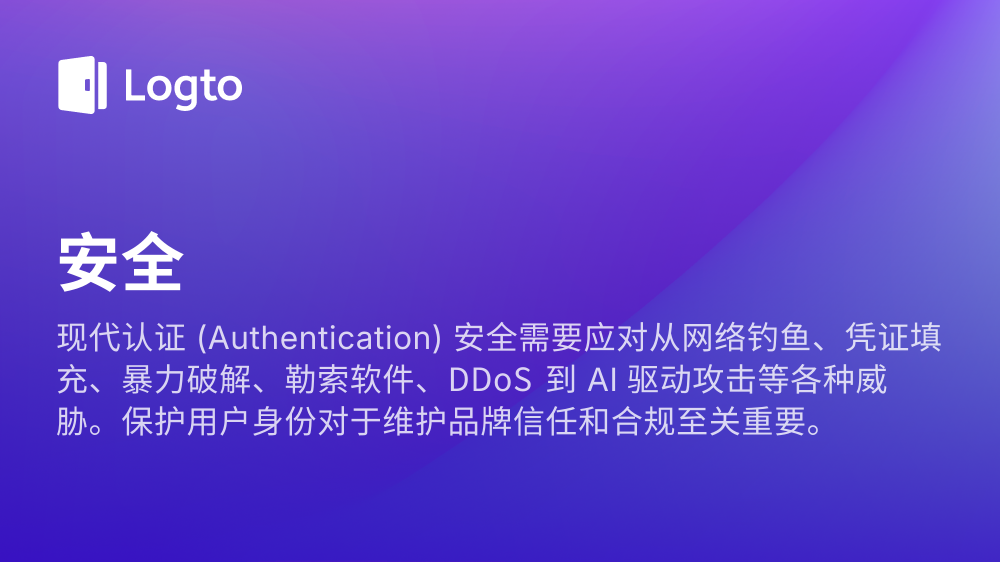 Logto
安全
现代认证 (Authentication) 安全需要应对从网络钓鱼、凭证填
充、暴力破解、勒索软件、DDoS 到 AI 驱动攻击等各种威
胁。保护用户身份对于维护品牌信任和合规至关重要。